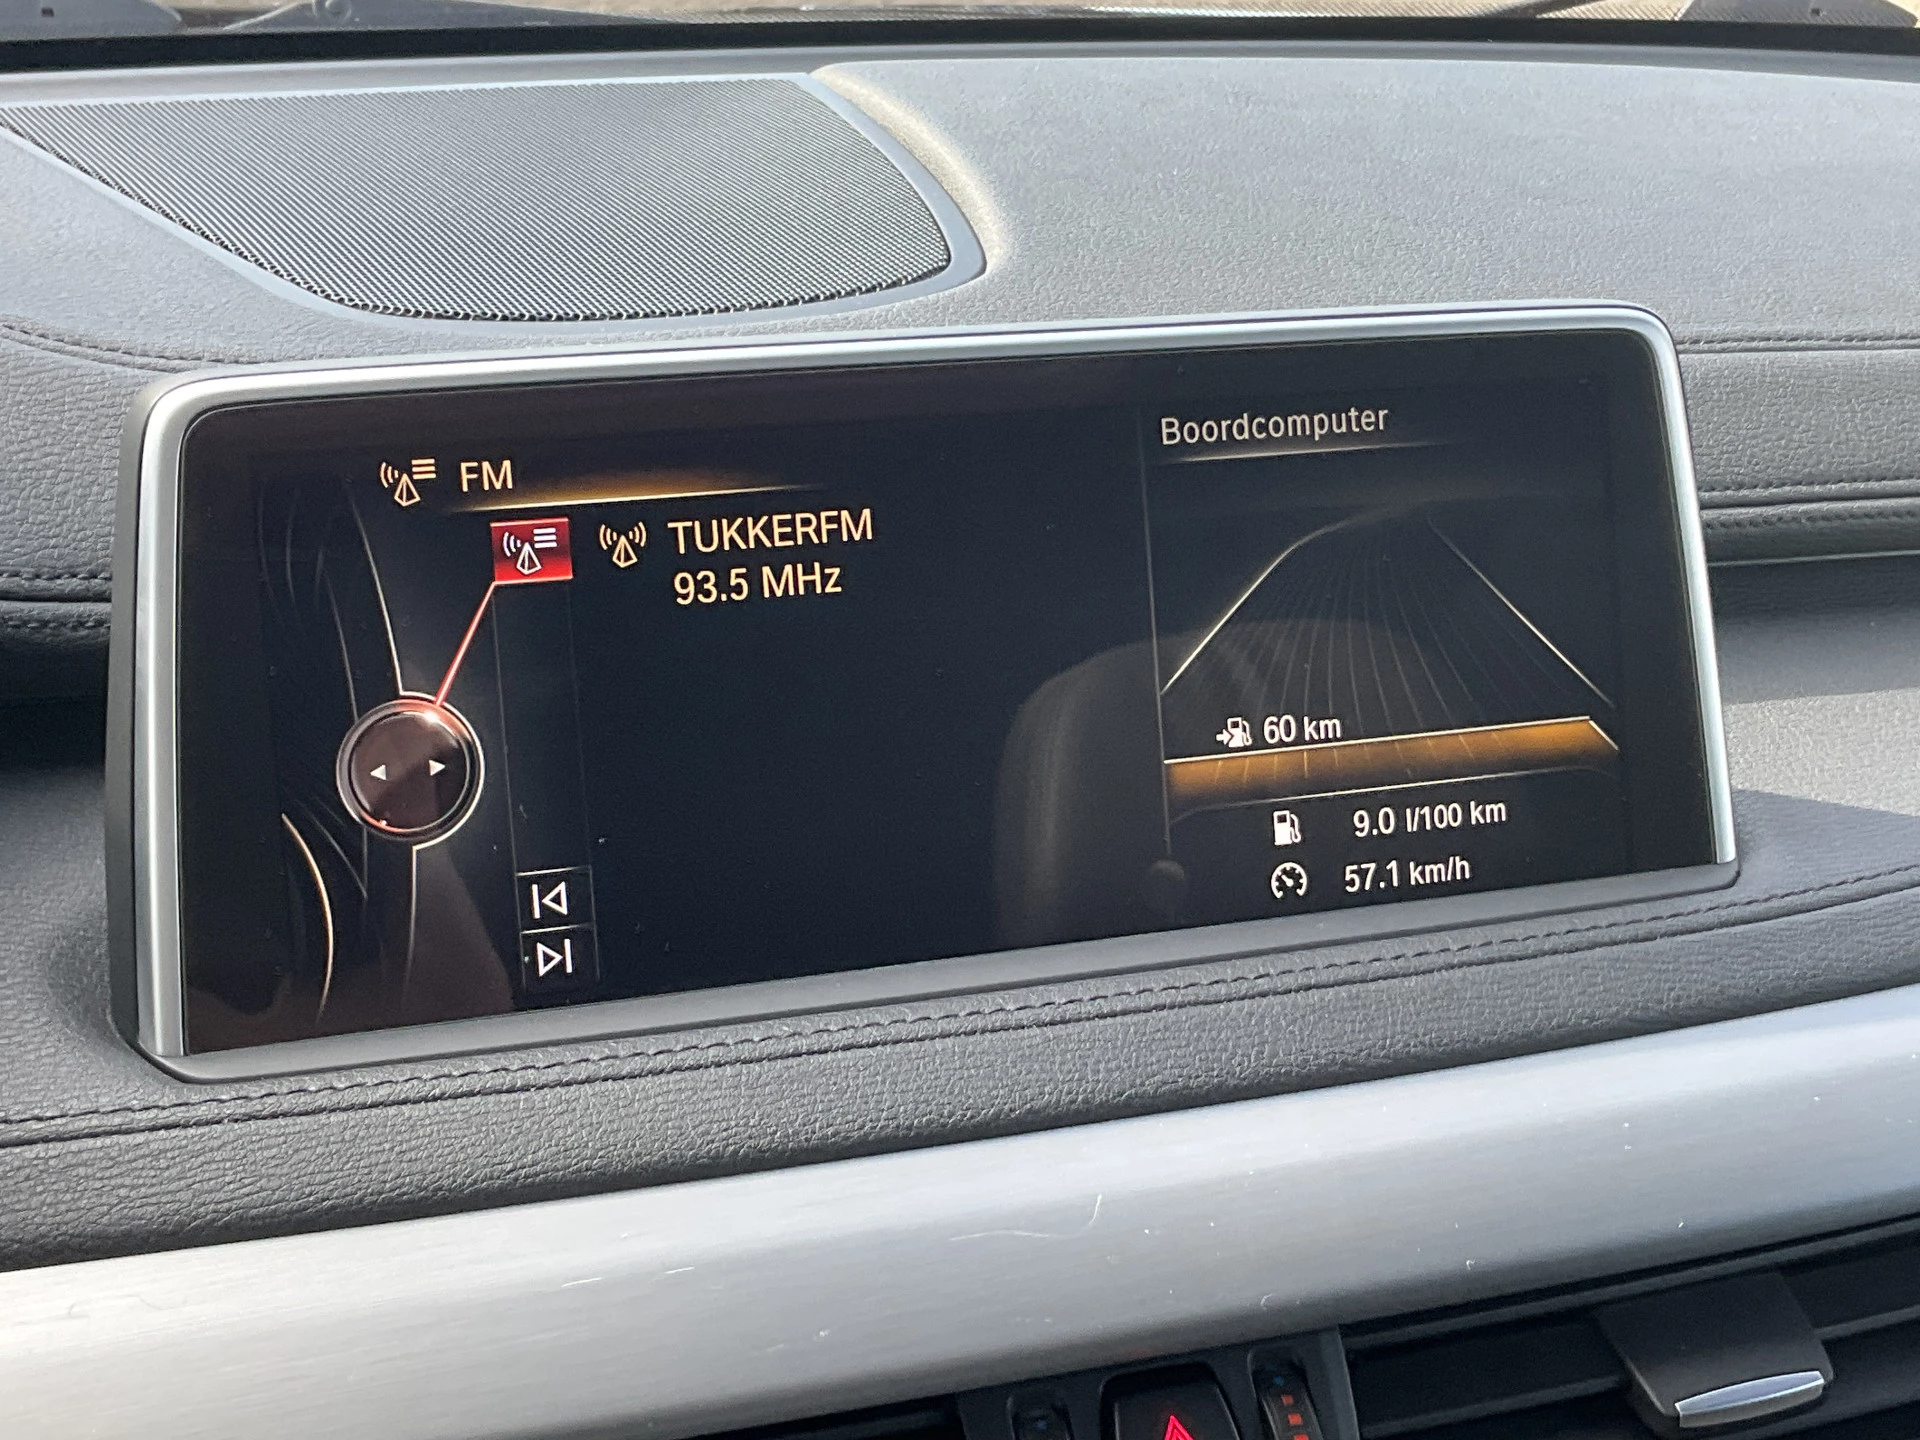 FM
TUKKERFM
93.5 MHz
Boordcomputer
60 km
9.0 l/100 km
57.1 km/h